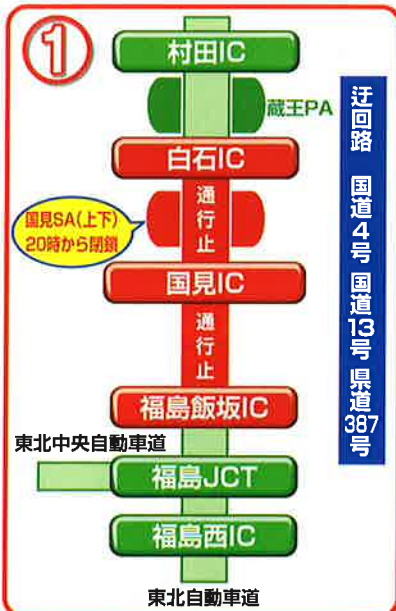 ①
村田IC
蔵王PA
白石IC
通行止
国見SA(上下)
20時から閉鎖
国見IC
通行止
福島飯坂IC
東北中央自動車道
福島JCT
福島西IC
東北自動車道
迂回路 国道4号 国道13号 県道387号